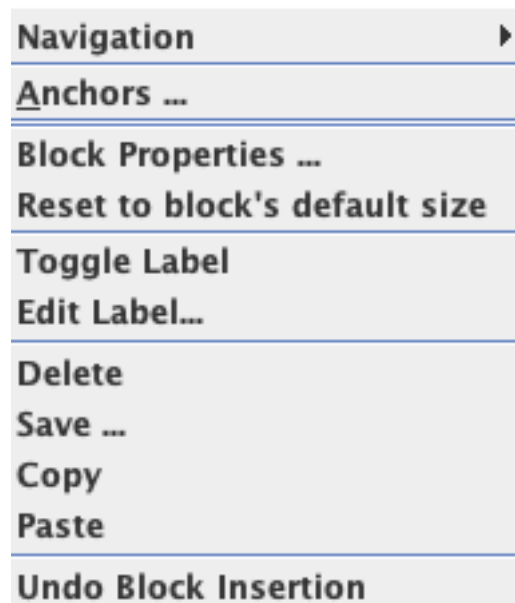 Navigation
Anchors ...
Block Properties ...
Reset to block's default size
Toggle Label
Edit Label...
Delete
Save ...
Copy
Paste
Undo Block Insertion